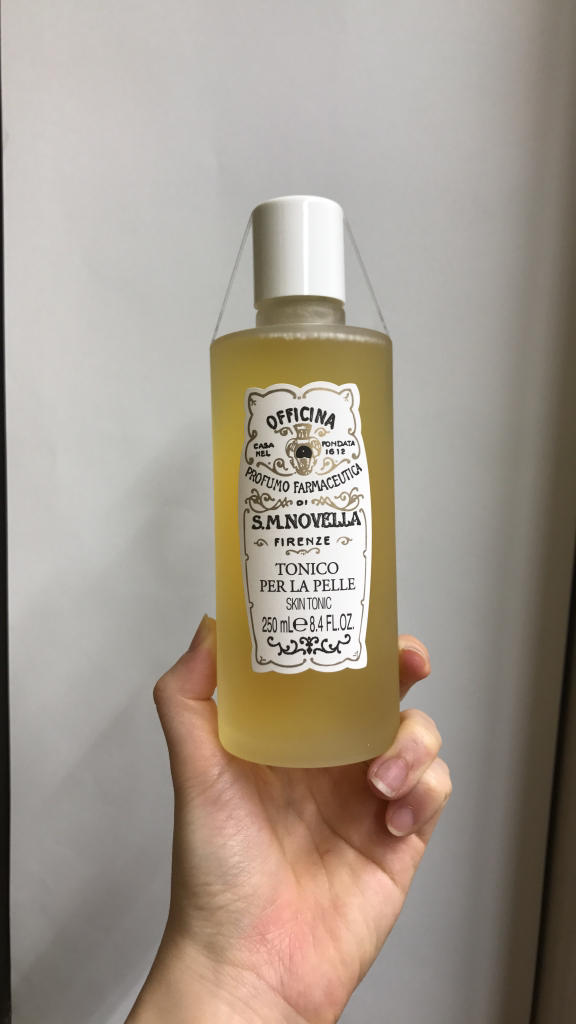 OFFICINA
CASA NEL
FONDATA 1612
PROFUMO FARMACEUTICA
DI
S.M.NOVELLA
FIRENZE
TONICO
PER LA PELLE
SKIN TONIC
250 mL℮8.4 FL.OZ.